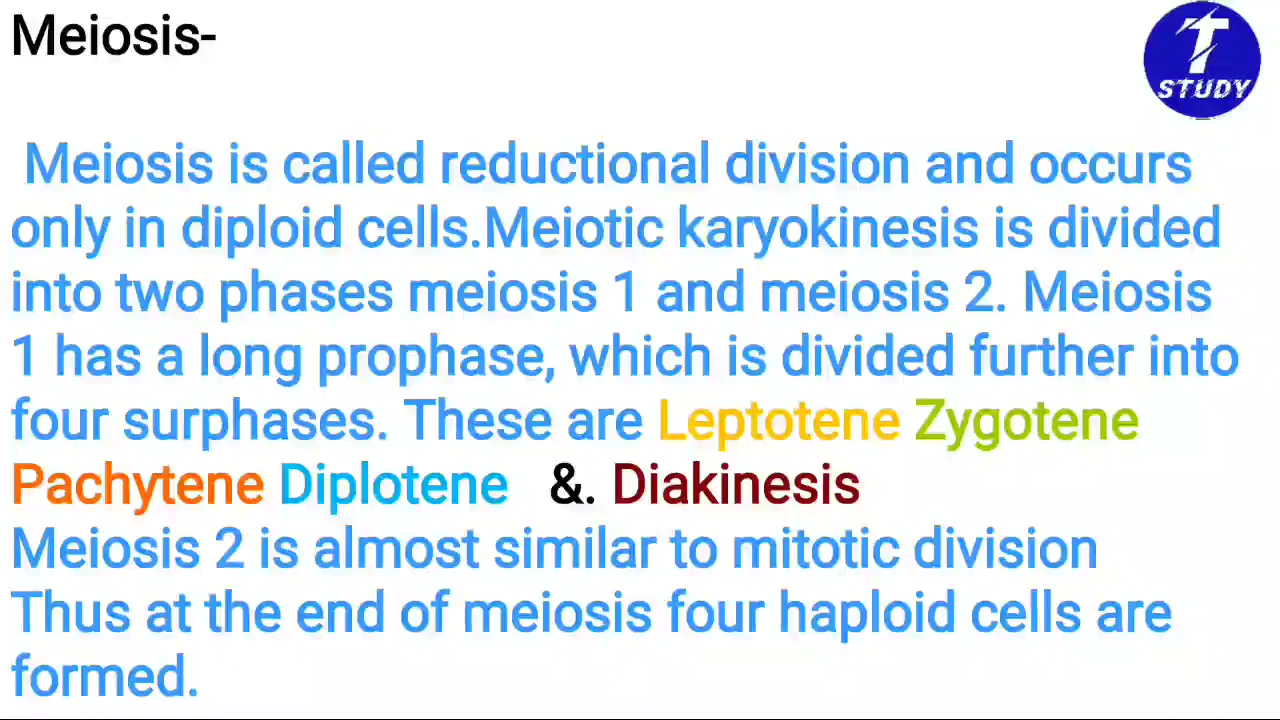 Meiosis-
T
STUDY
Meiosis is called reductional division and occurs
only in diploid cells.Meiotic karyokinesis is divided
into two phases meiosis 1 and meiosis 2. Meiosis
1 has a long prophase, which is divided further into
four surphases. These are Leptotene Zygotene
Pachytene Diplotene &. Diakinesis
Meiosis 2 is almost similar to mitotic division
Thus at the end of meiosis four haploid cells are
formed.